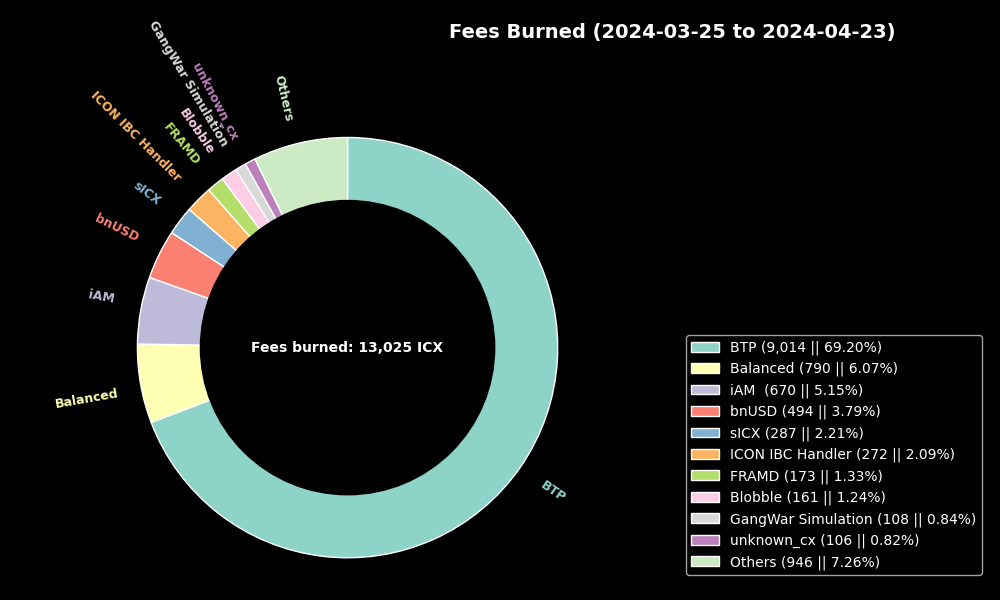 Fees Burned (2024-03-25 to 2024-04-23)
GangWar Simulation
unknown_cx
Others
ICON IBC Handler
Blobble
FRAMD
sICX
bnUSD
iAM
Balanced
BTP
Fees burned: 13,025 ICX
BTP (9,014 || 69.20%)
Balanced (790 || 6.07%)
iAM  (670 || 5.15%)
bnUSD (494 || 3.79%)
sICX (287 || 2.21%)
ICON IBC Handler (272 || 2.09%)
FRAMD (173 || 1.33%)
Blobble (161 || 1.24%)
GangWar Simulation (108 || 0.84%)
unknown_cx (106 || 0.82%)
Others (946 || 7.26%)